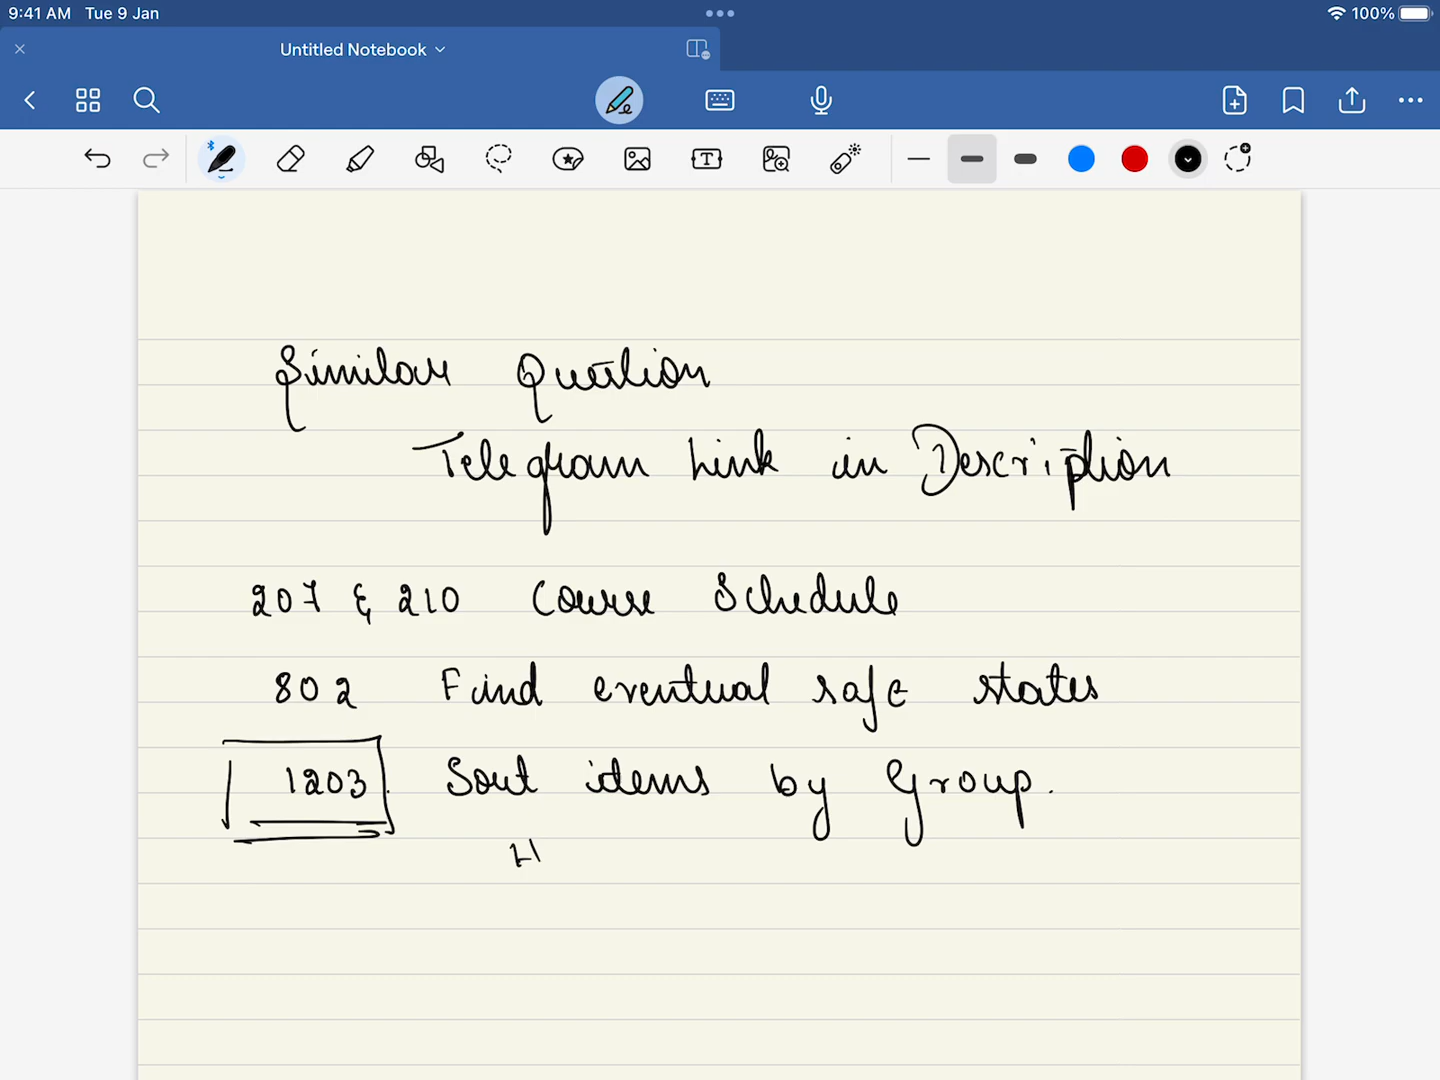 9:41 AM Tue 9 Jan 100%
Untitled Notebook
Similar Question
Telegram Link in Description
207 & 210 Course Schedule
802 Find eventual safe states
1203 Sort items by Group.